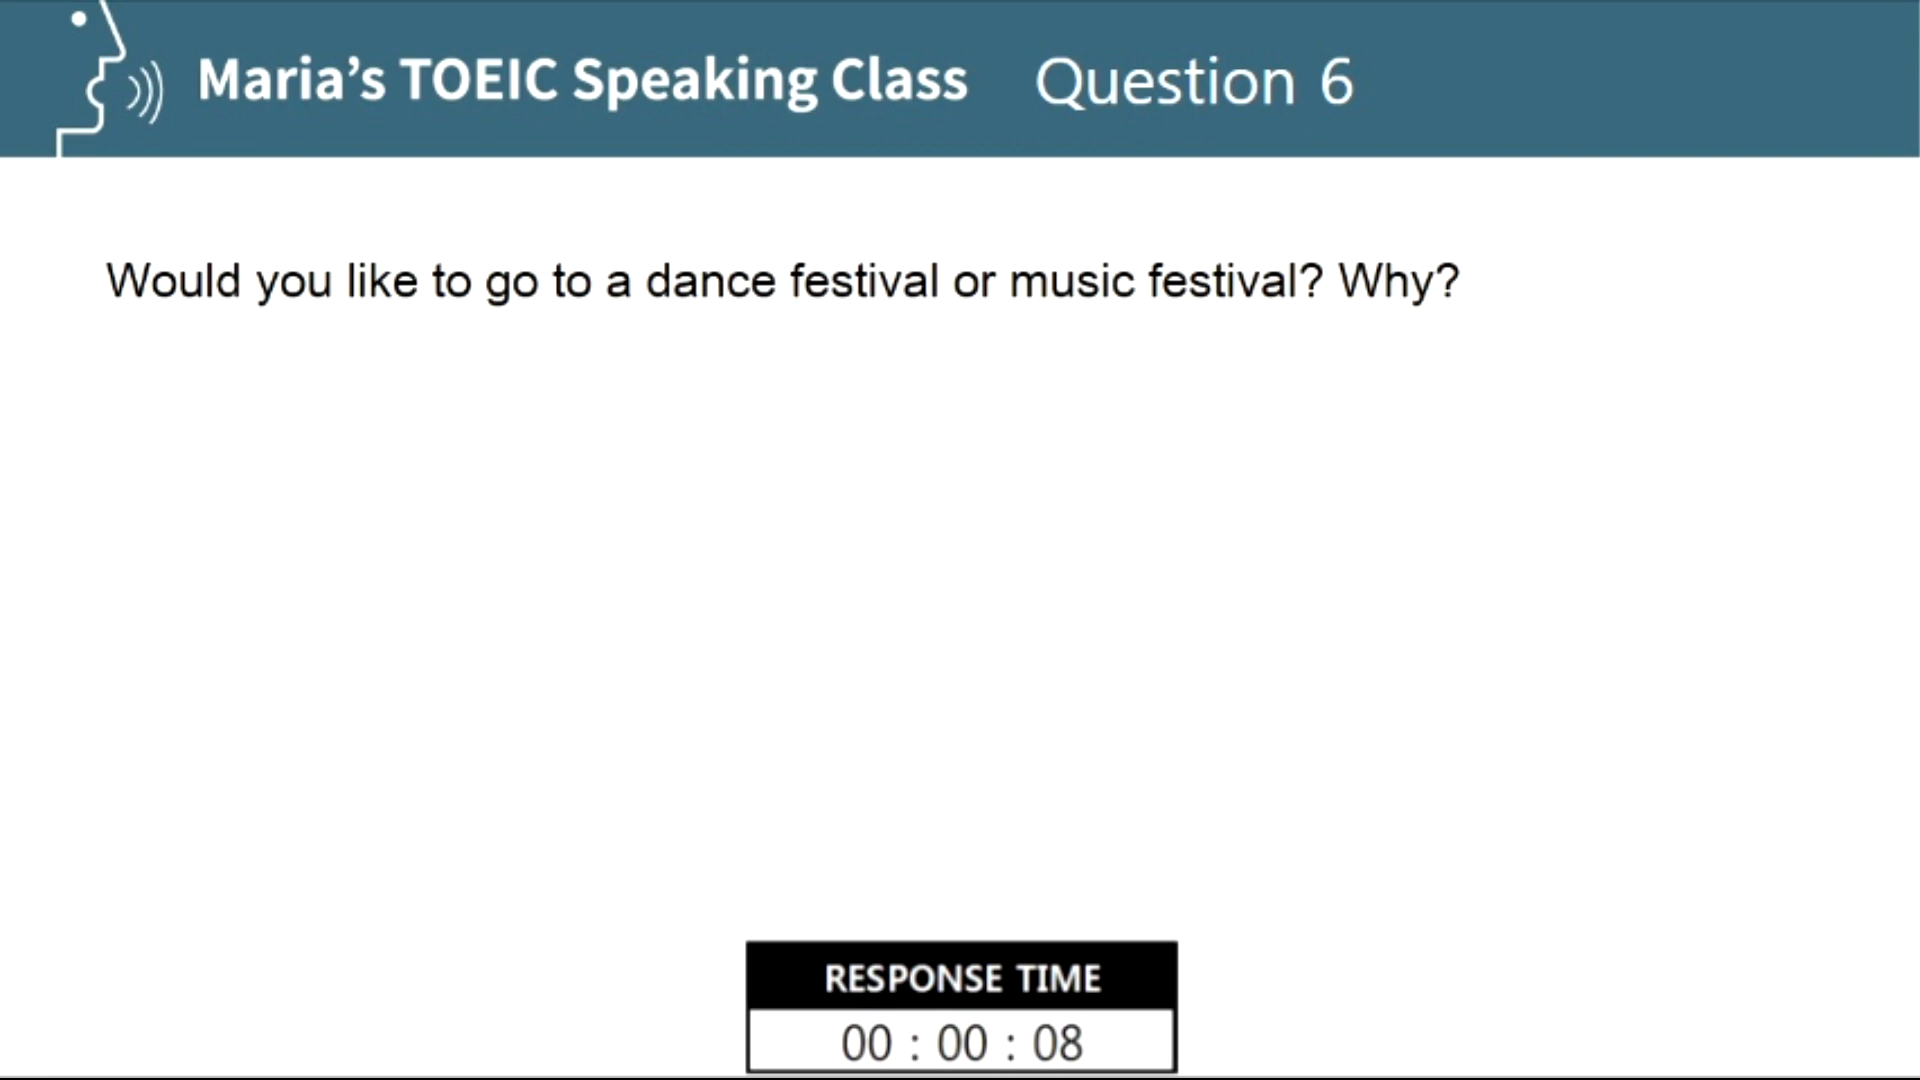 Maria’s TOEIC Speaking Class Question 6
Would you like to go to a dance festival or music festival? Why?
RESPONSE TIME
00 : 00 : 08